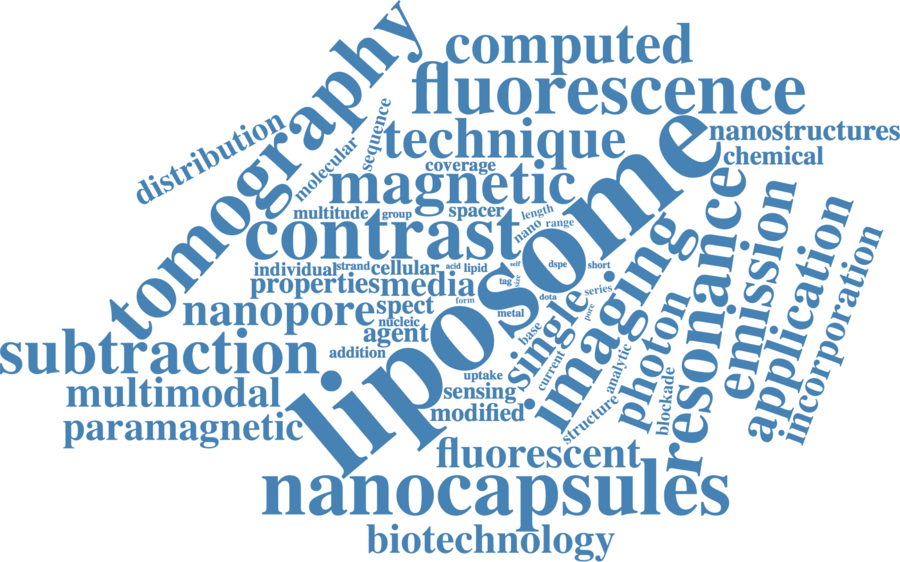 tomography
computed
fluorescence
distribution
molecular
sequence
technique
nanostructures
chemical
coverage
magnetic
multitude
group
spacer
length
nano
range
contrast
liposome
resonance
emission
application
incorporation
individual
strand
cellular
acid
lipid
self
dspe
short
properties
media
tag
size
series
nanopore
spect
form
dota
pore
metal
nucleic
agent
single
imaging
photon
subtraction
addition
base
current
analytic
uptake
multimodal
sensing
modified
structure
blockade
paramagnetic
fluorescent
nanocapsules
biotechnology